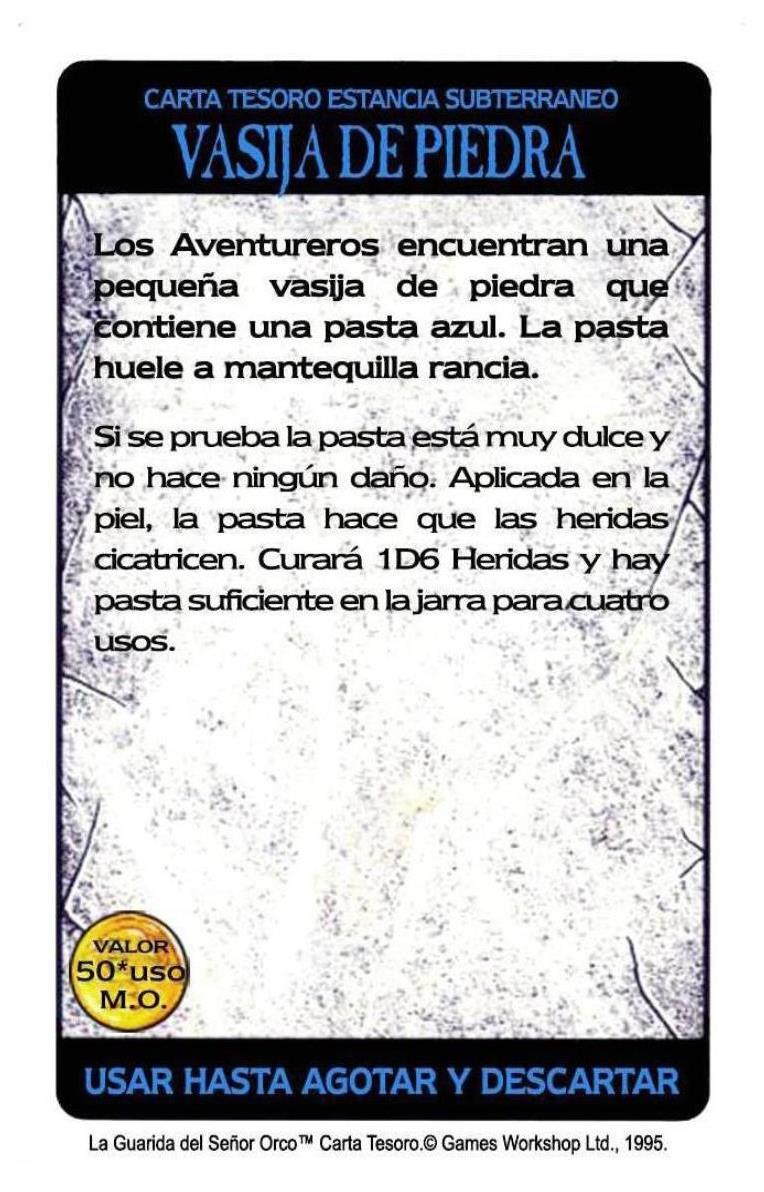 CARTA TESORO ESTANCIA SUBTERRANEO
VASIJA DE PIEDRA
Los Aventureros encuentran una
pequeña vasija de piedra que
contiene una pasta azul. La pasta
huele a mantequilla rancia.
Si se prueba la pasta está muy dulce y
no hace ningún daño. Aplicada en la
piel, la pasta hace que las heridas
cicatricen. Curará 1D6 Heridas y hay
pasta suficiente en la jarra para cuatro
usos.
VALOR
50*uso
M.O.
USAR HASTA AGOTAR Y DESCARTAR
La Guarida del Señor Orco™ Carta Tesoro.© Games Workshop Ltd., 1995.